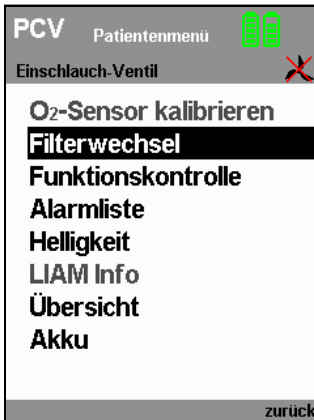 PCV Patientenmenü
Einschlauch-Ventil
O₂-Sensor kalibrieren
Filterwechsel
Funktionskontrolle
Alarmliste
Helligkeit
LIAM Info
Übersicht
Akku
zurück